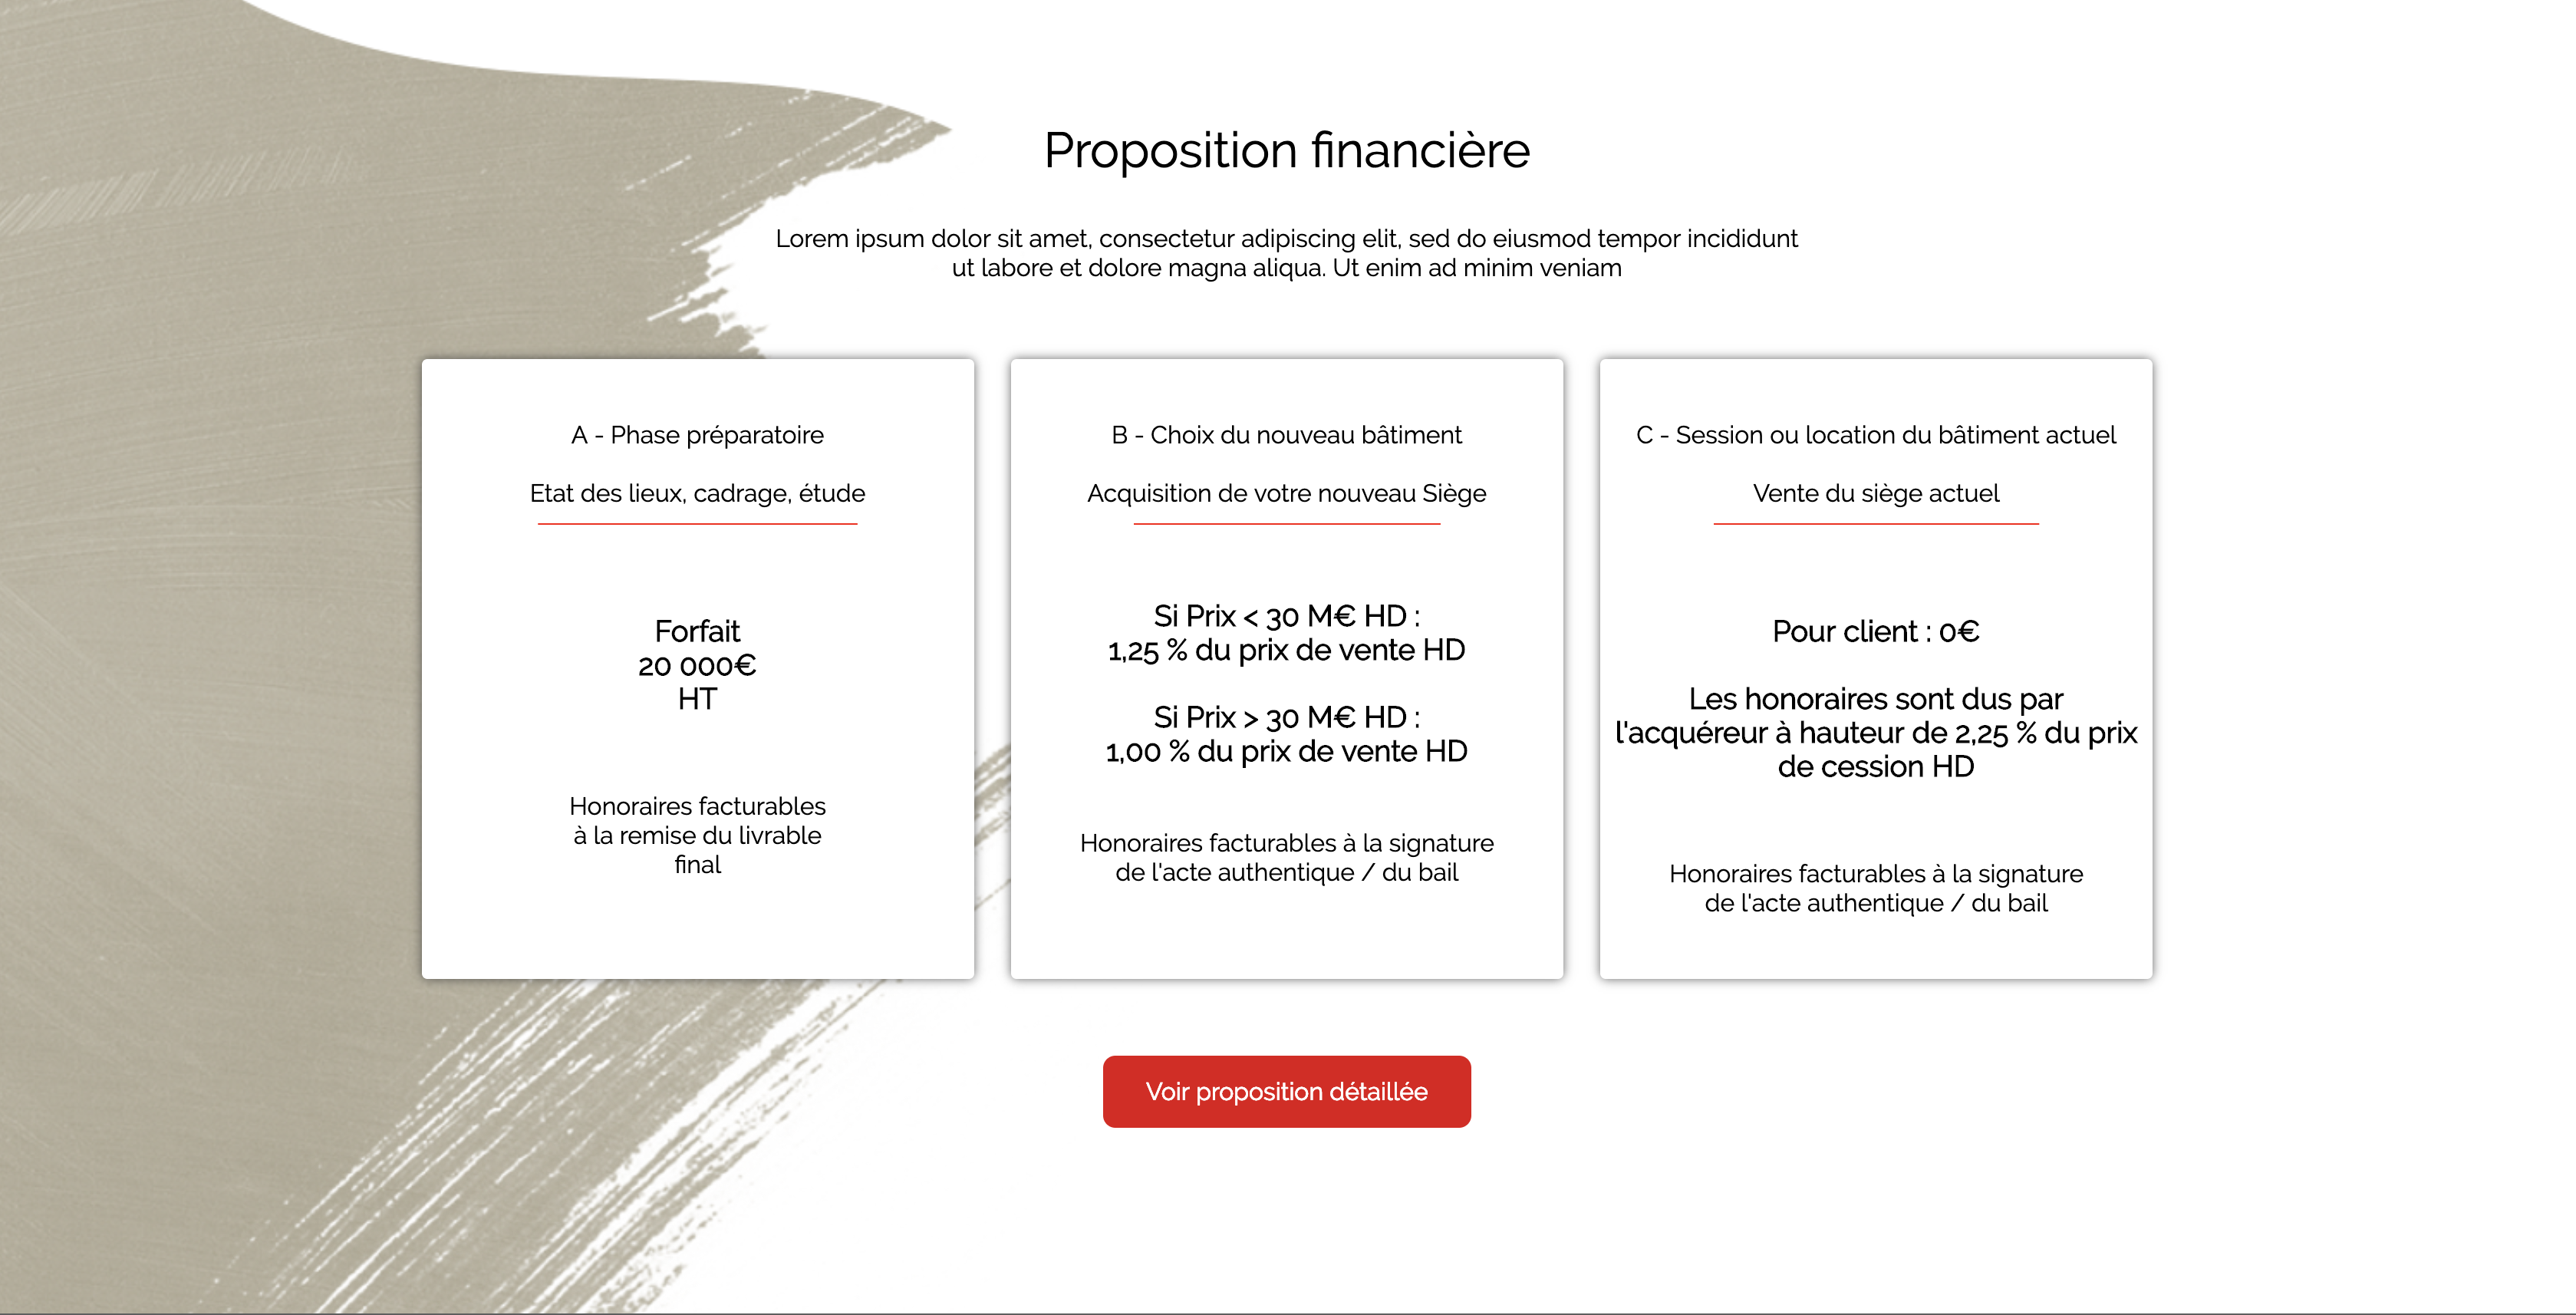 Proposition financière
Lorem ipsum dolor sit amet, consectetur adipiscing elit, sed do eiusmod tempor incididunt
ut labore et dolore magna aliqua. Ut enim ad minim veniam
A - Phase préparatoire
Etat des lieux, cadrage, étude
Forfait
20 000€
HT
Honoraires facturables
à la remise du livrable
final
B - Choix du nouveau bâtiment
Acquisition de votre nouveau Siège
Si Prix < 30 M€ HD :
1,25 % du prix de vente HD
Si Prix > 30 M€ HD :
1,00 % du prix de vente HD
Honoraires facturables à la signature
de l'acte authentique / du bail
C - Session ou location du bâtiment actuel
Vente du siège actuel
Pour client : 0€
Les honoraires sont dus par
l'acquéreur à hauteur de 2,25 % du prix
de cession HD
Honoraires facturables à la signature
de l'acte authentique / du bail
Voir proposition détaillée